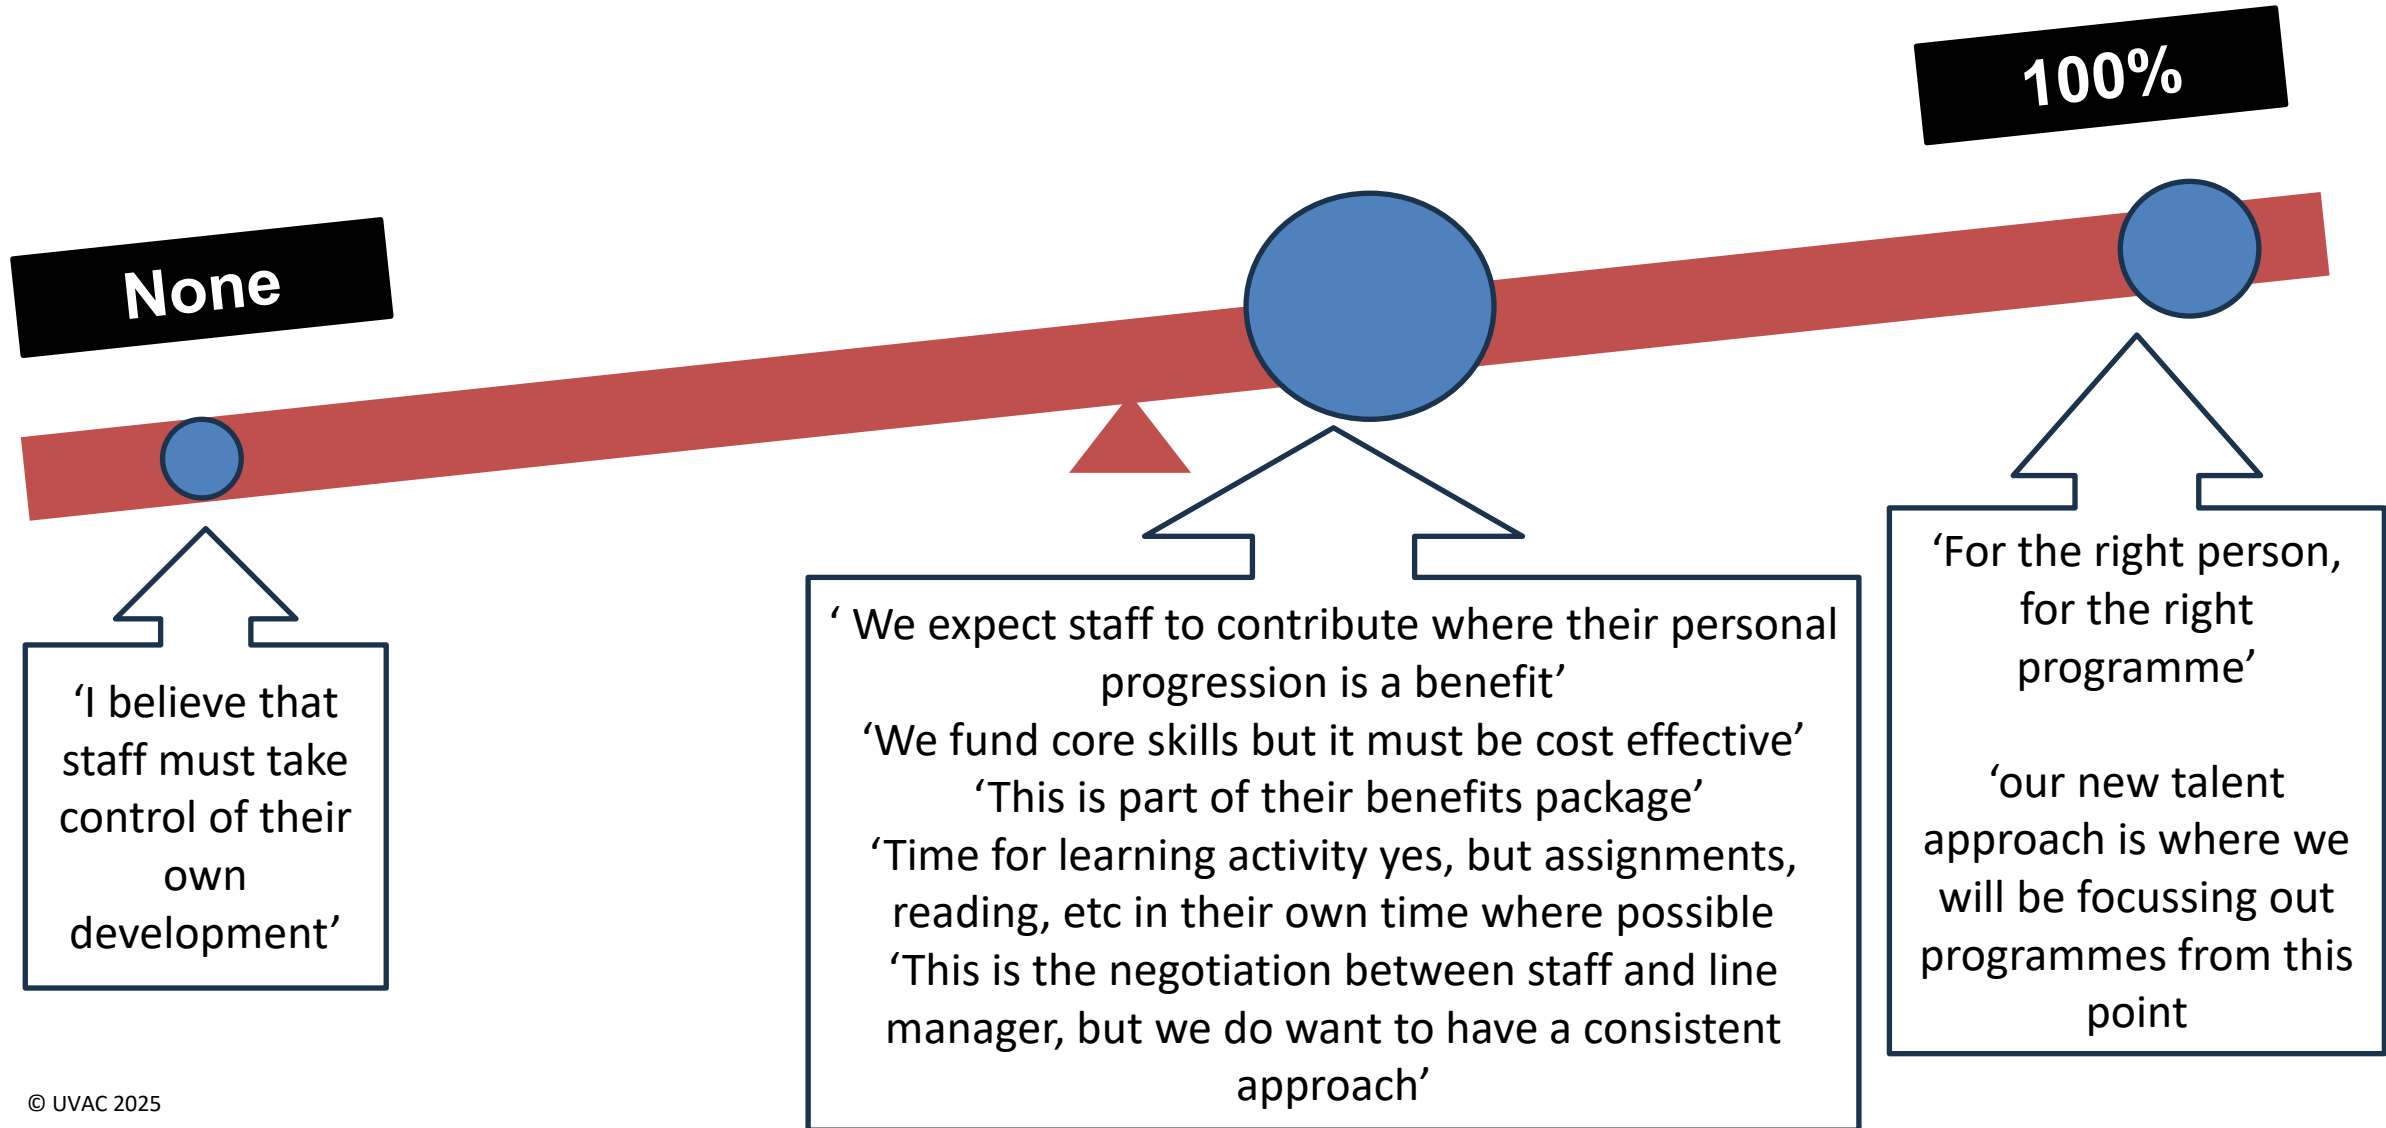 100%
None
‘I believe that
staff must take
control of their
own
development’
‘ We expect staff to contribute where their personal
progression is a benefit’
‘We fund core skills but it must be cost effective’
‘This is part of their benefits package’
‘Time for learning activity yes, but assignments,
reading, etc in their own time where possible
‘This is the negotiation between staff and line
manager, but we do want to have a consistent
approach’
‘For the right person,
for the right
programme’
‘our new talent
approach is where we
will be focussing out
programmes from this
point
© UVAC 2025